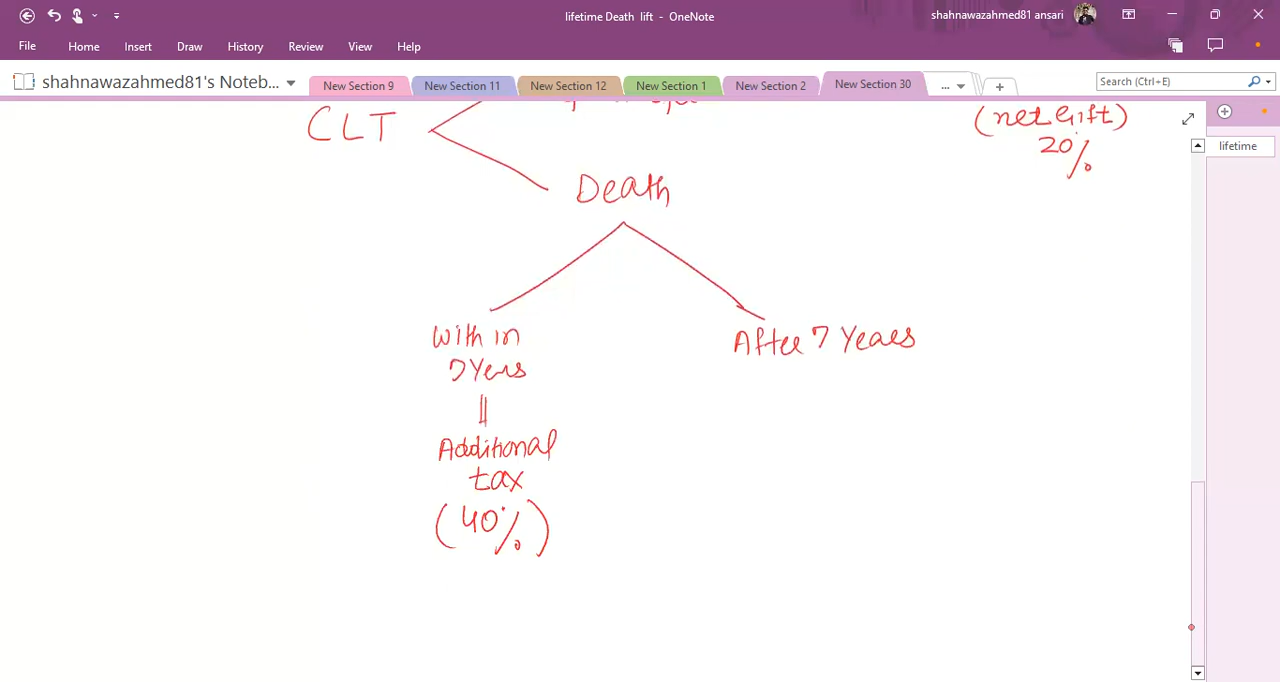 lifetime Death lift - OneNote
shahnawazahmed81 ansari
File Home Insert Draw History Review View Help
shahnawazahmed81's Noteb...
New Section 9 New Section 11 New Section 12 New Section 1 New Section 2 New Section 30 ...
Search (Ctrl+E)
lifetime
CLT
(net Gift)
20%
Death
With in
7 Yers
After 7 Years
Additional
tax
(40%)